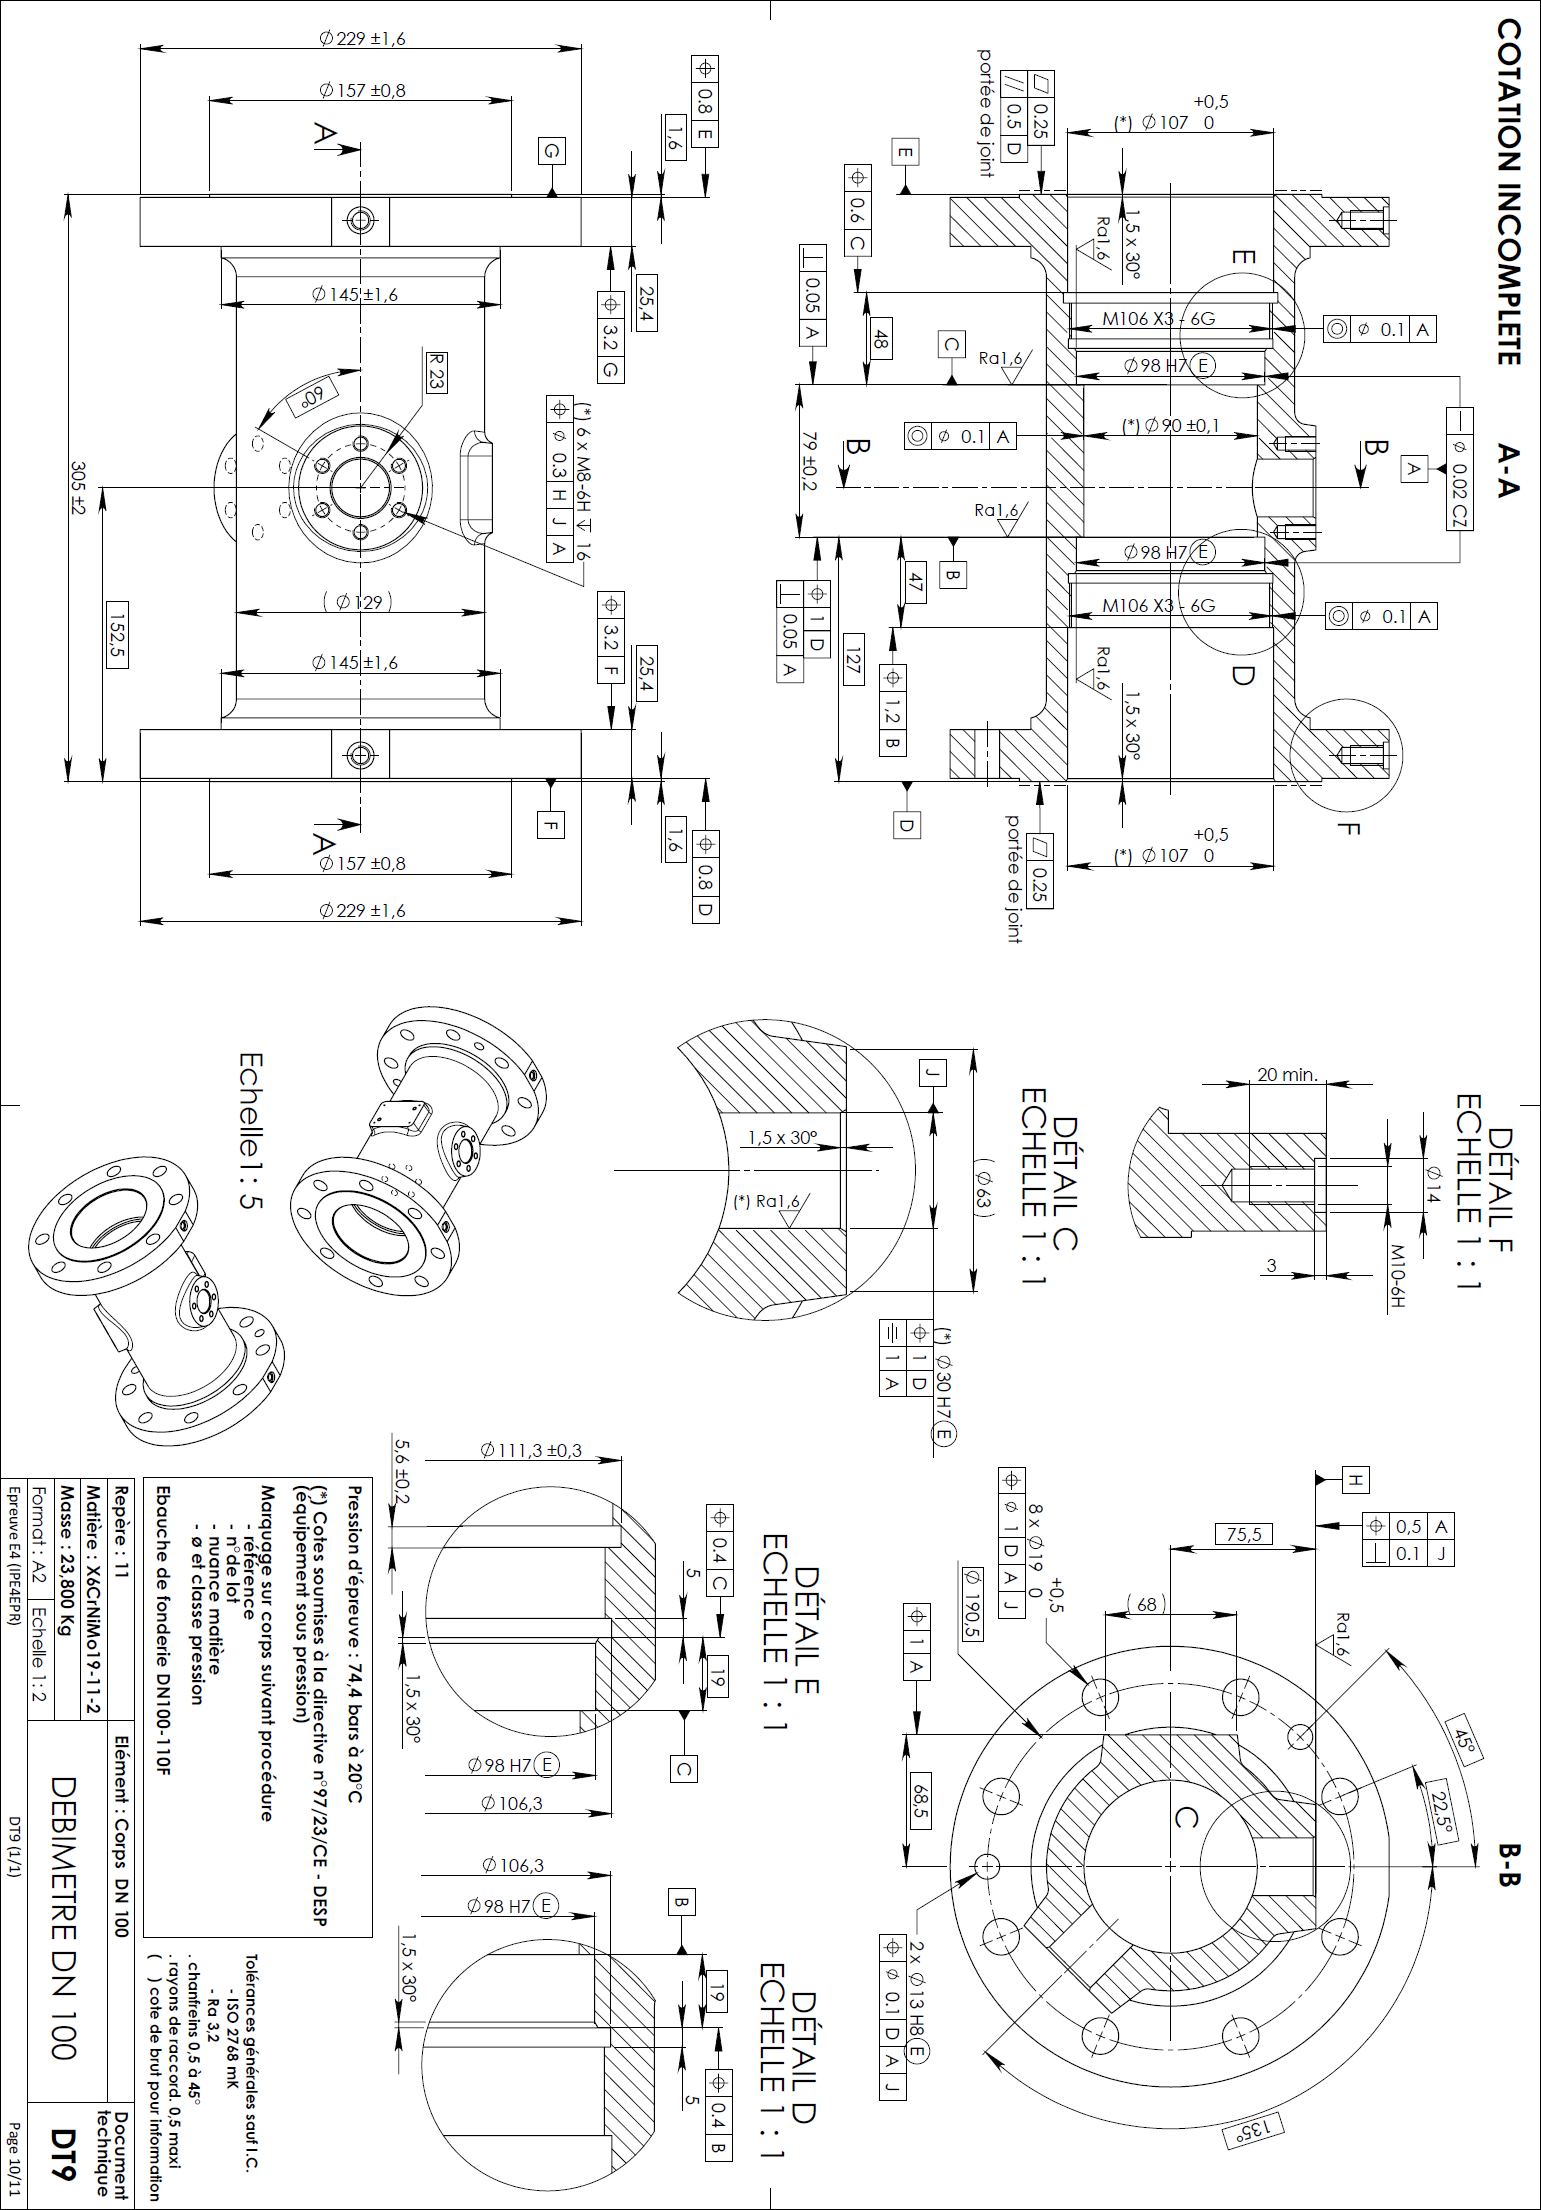 COTATION INCOMPLETE
A-A
B-B
∅229 ±1,6
∅157 ±0,8
⌖ 0.8 E
1,6
A
G
25,4
⌖ 3.2 G
∅145 ±1,6
R 23
60°
(*) 6 x M8-6H ↧ 16
⌖ ∅ 0.3 H J A
305 ±2
152,5
( ∅129 )
⌖ 3.2 F
25,4
∅145 ±1,6
F
1,6
A
⌖ 0.8 D
∅157 ±0,8
∅229 ±1,6
⏥ 0.25
// 0.5 D
portée de joint
+0,5
(*) ∅107 0
E
⌖ 0.6 C
1,5 x 30°
Ra1,6
E
⟂ 0.05 A
48
M106 X3 - 6G
◎ ∅ 0.1 A
C
Ra1,6
∅98 H7 Ⓔ
(*) ∅90 ±0,1
◎ ∅ 0.1 A
79 ±0,2
B
B
A
⏤ ∅ 0.02 CZ
Ra1,6
∅98 H7 Ⓔ
B
47
⌖ 1 D
⟂ 0.05 A
127
M106 X3 - 6G
◎ ∅ 0.1 A
D
⌖ 1,2 B
Ra1,6
1,5 x 30°
F
D
⏥ 0.25
portée de joint
+0,5
(*) ∅107 0
DÉTAIL F
ECHELLE 1 : 1
20 min.
∅14
M10-6H
3
DÉTAIL C
ECHELLE 1 : 1
J
1,5 x 30°
( ∅63 )
(*) Ra1,6
(*) ∅30 H7 Ⓔ
⌖ 1 D
⌯ 1 A
Echelle1 : 5
H
⌖ 0,5 A
⟂ 0.1 J
75,5
+0,5
8 x ∅19 0
⌖ ∅ 1 D A J
∅190,5
(68)
Ra1,6
45°
22,5°
⌖ 1 A
68,5
C
2 x ∅13 H8 Ⓔ
⌖ ∅ 0.1 D A J
135°
DÉTAIL E
ECHELLE 1 : 1
∅111,3 ±0,3
5,6 ±0,2
⌖ 0.4 C
5
19
1,5 x 30°
C
∅98 H7 Ⓔ
∅106,3
DÉTAIL D
ECHELLE 1 : 1
∅106,3
∅98 H7 Ⓔ
B
1,5 x 30°
19
5
⌖ 0.4 B
Pression d'épreuve : 74,4 bars à 20°C
(*) Cotes soumises à la directive n°97/23/CE - DESP
(équipement sous pression)
Marquage sur corps suivant procédure
- référence
- n°de lot
- nuance matière
- ø et classe pression
Ebauche de fonderie DN100-110F
Tolérances générales sauf I.C.
- ISO 2768 mK
- Ra 3,2
. chanfreins 0,5 à 45°
. rayons de raccord. 0,5 maxi
( ) cote de brut pour information
Repère : 11
Elément : Corps DN 100
Document technique
Matière : X6CrNiMo19-11-2
Masse : 23,800 Kg
DEBIMETRE DN 100
DT9
Format : A2
Echelle 1: 2
Epreuve E4 (IPE4EPR)
DT9 (1/1)
Page 10/11